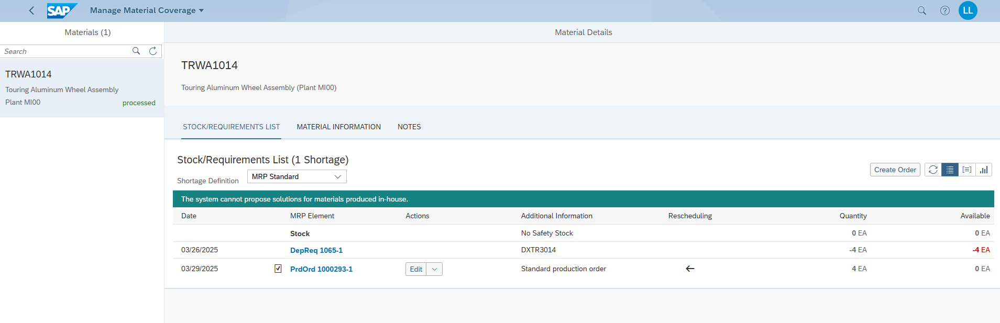 SAP Manage Material Coverage LL
Materials (1)
Material Details
Search
TRWA1014
Touring Aluminum Wheel Assembly
Plant MI00 processed
TRWA1014
Touring Aluminum Wheel Assembly (Plant MI00)
STOCK/REQUIREMENTS LIST MATERIAL INFORMATION NOTES
Stock/Requirements List (1 Shortage)
Shortage Definition MRP Standard
Create Order
The system cannot propose solutions for materials produced in-house.
Date MRP Element Actions Additional Information Rescheduling Quantity Available
Stock No Safety Stock 0 EA 0 EA
03/26/2025 DepReq 1065-1 DXTR3014 -4 EA -4 EA
03/29/2025 PrdOrd 1000293-1 Edit Standard production order 4 EA 0 EA